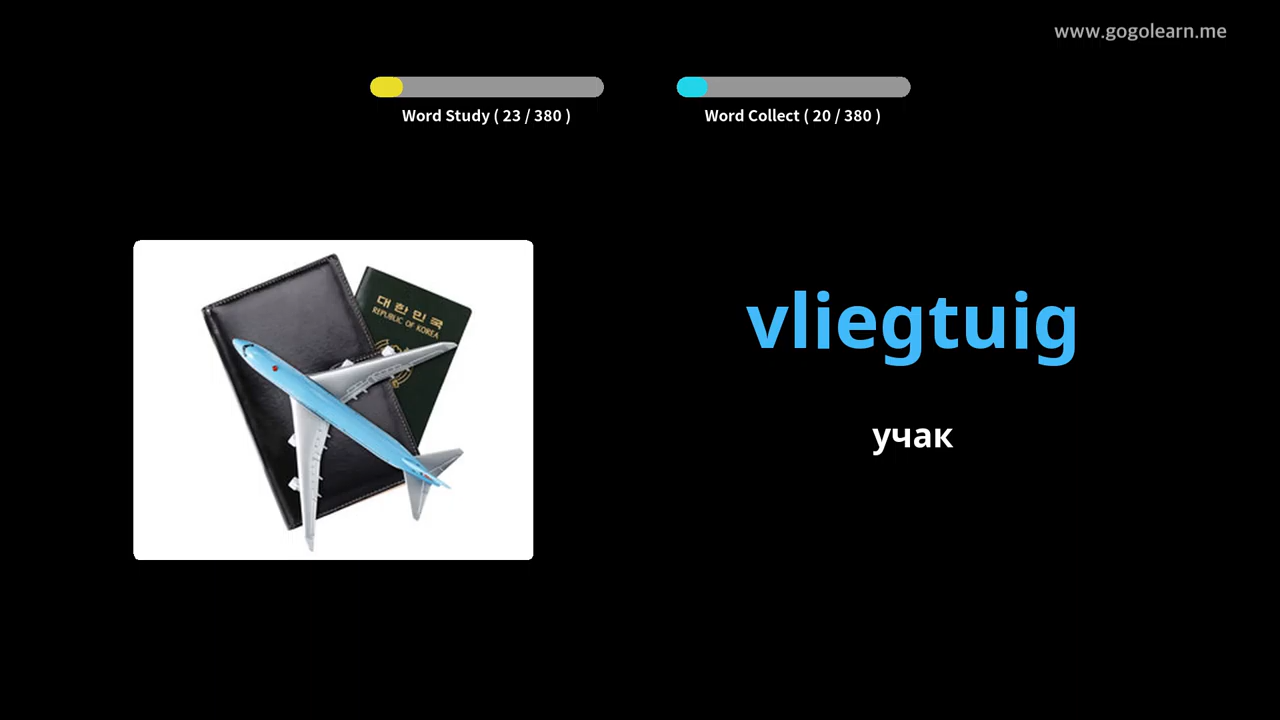 www.gogolearn.me
Word Study ( 23 / 380 )
Word Collect ( 20 / 380 )
대한민국
REPUBLIC OF KOREA
vliegtuig
учак